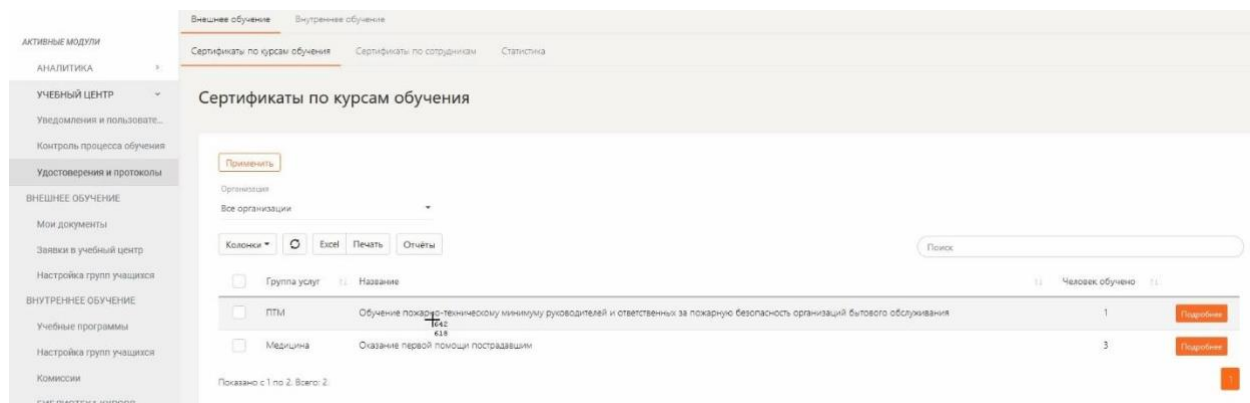 Внешнее обучение Внутреннее обучение
АКТИВНЫЕ МОДУЛИ
Сертификаты по курсам обучения Сертификаты по сотрудникам Статистика
АНАЛИТИКА
УЧЕБНЫЙ ЦЕНТР
Сертификаты по курсам обучения
Уведомления и пользовате...
Контроль процесса обучения
Применить
Удостоверения и протоколы
Организация
ВНЕШНЕЕ ОБУЧЕНИЕ
Все организации
Мои документы
Заявки в учебный центр
Колонки Excel Печать Отчёты Поиск
Настройка групп учащихся
Группа услуг Название Человек обучено
ВНУТРЕННЕЕ ОБУЧЕНИЕ
ПТМ Обучение пожарно-техническому минимуму руководителей и ответственных за пожарную безопасность организаций бытового обслуживания 1 Подробнее
642
618
Учебные программы
Медицина Оказание первой помощи пострадавшим 3 Подробнее
Настройка групп учащихся
Комиссии
Показано с 1 по 2. Всего: 2. 1
БИБЛИОТЕКА КУРСОВ